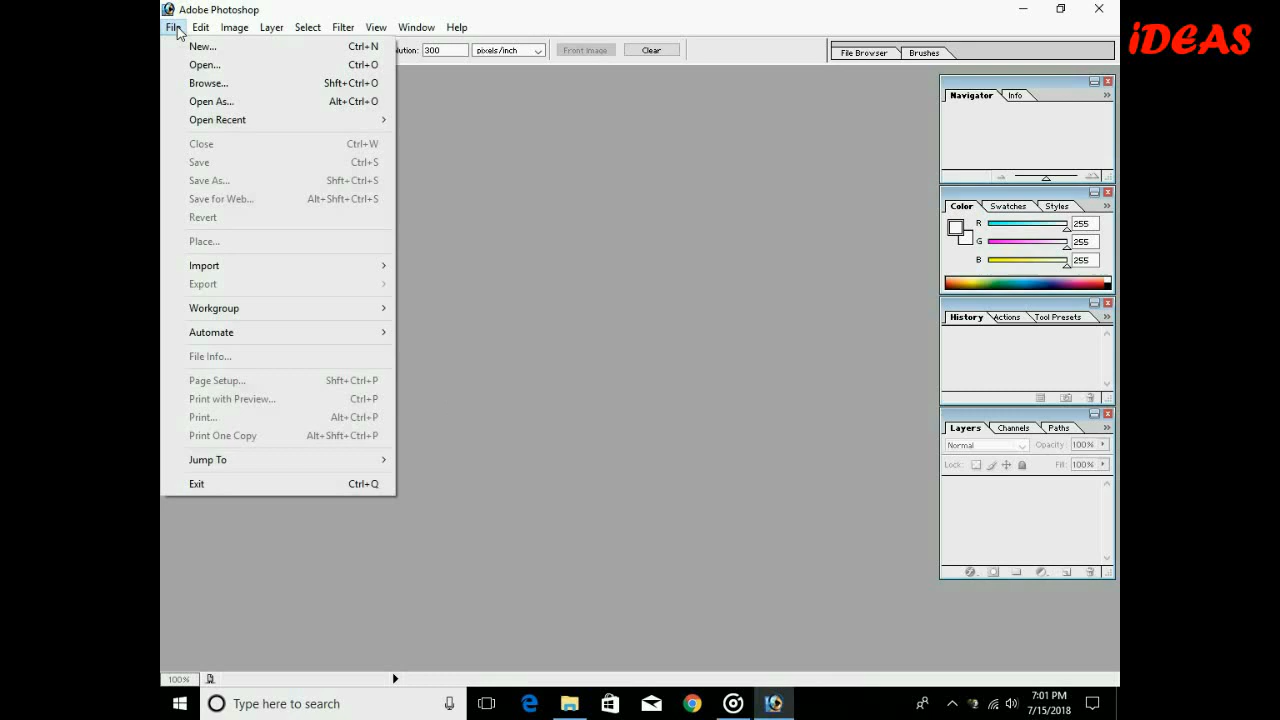 Adobe Photoshop
iDEAS
File Edit Image Layer Select Filter View Window Help
lution: 300 pixels/inch Front Image Clear File Browser Brushes
New... Ctrl+N
Open... Ctrl+O
Browse... Shft+Ctrl+O
Open As... Alt+Ctrl+O
Open Recent
Close Ctrl+W
Save Ctrl+S
Save As... Shft+Ctrl+S
Save for Web... Alt+Shft+Ctrl+S
Revert
Place...
Import
Export
Workgroup
Automate
File Info...
Page Setup... Shft+Ctrl+P
Print with Preview... Ctrl+P
Print... Alt+Ctrl+P
Print One Copy Alt+Shft+Ctrl+P
Jump To
Exit Ctrl+Q
Navigator Info
Color Swatches Styles
R 255
G 255
B 255
History Actions Tool Presets
Layers Channels Paths
Normal Opacity: 100%
Lock: Fill: 100%
100%
Type here to search
7:01 PM
7/15/2018